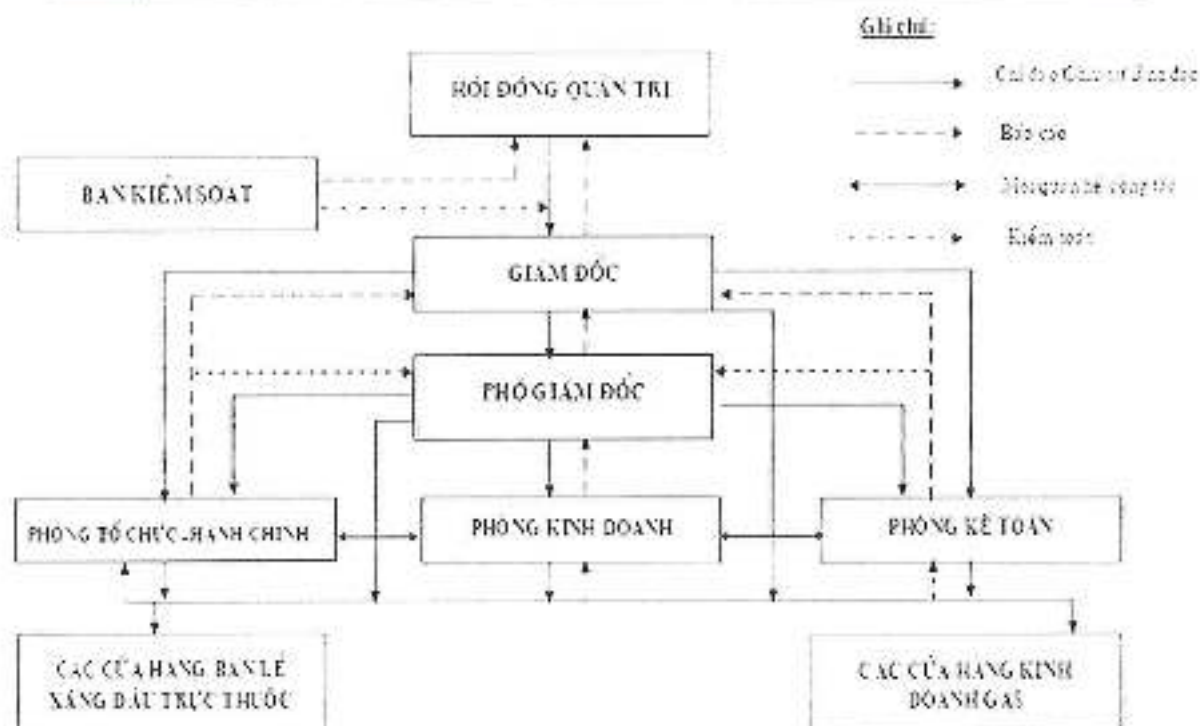 Ghi chú:
HỘI ĐỒNG QUẢN TRỊ
Báo cáo
BAN KIỂM SOÁT
Kiểm toán
GIÁM ĐỐC
PHÓ GIÁM ĐỐC
PHÒNG TỔ CHỨC -HÀNH CHÍNH
PHÒNG KINH DOANH
PHÒNG KẾ TOÁN
CÁC CỬA HÀNG BÁN LẺ
XĂNG DẦU TRỰC THUỘC
CÁC CỬA HÀNG KINH
DOANH GAS